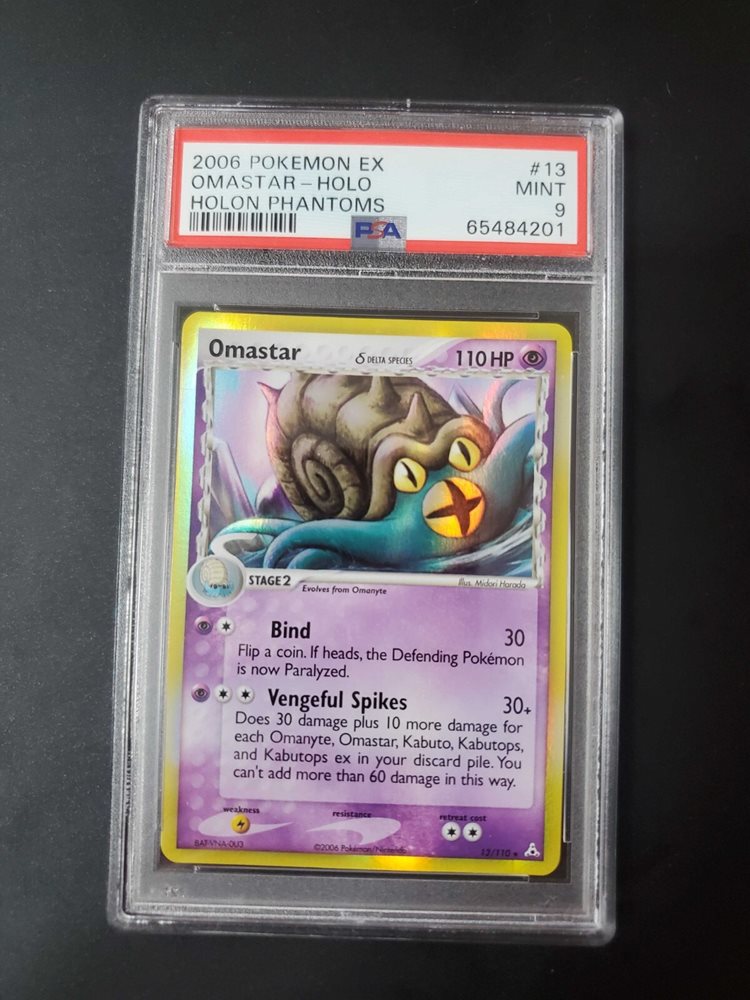 2006 POKEMON EX #13
OMASTAR - HOLO MINT
HOLON PHANTOMS 9
PSA 65484201
Omastar δ DELTA SPECIES 110 HP
STAGE 2 Evolves from Omanyte Illus. Midori Harada
Bind 30
Flip a coin. If heads, the Defending Pokémon
is now Paralyzed.
Vengeful Spikes 30+
Does 30 damage plus 10 more damage for
each Omanyte, Omastar, Kabuto, Kabutops,
and Kabutops ex in your discard pile. You
can't add more than 60 damage in this way.
weakness resistance retreat cost
©2006 Pokémon/Nintendo